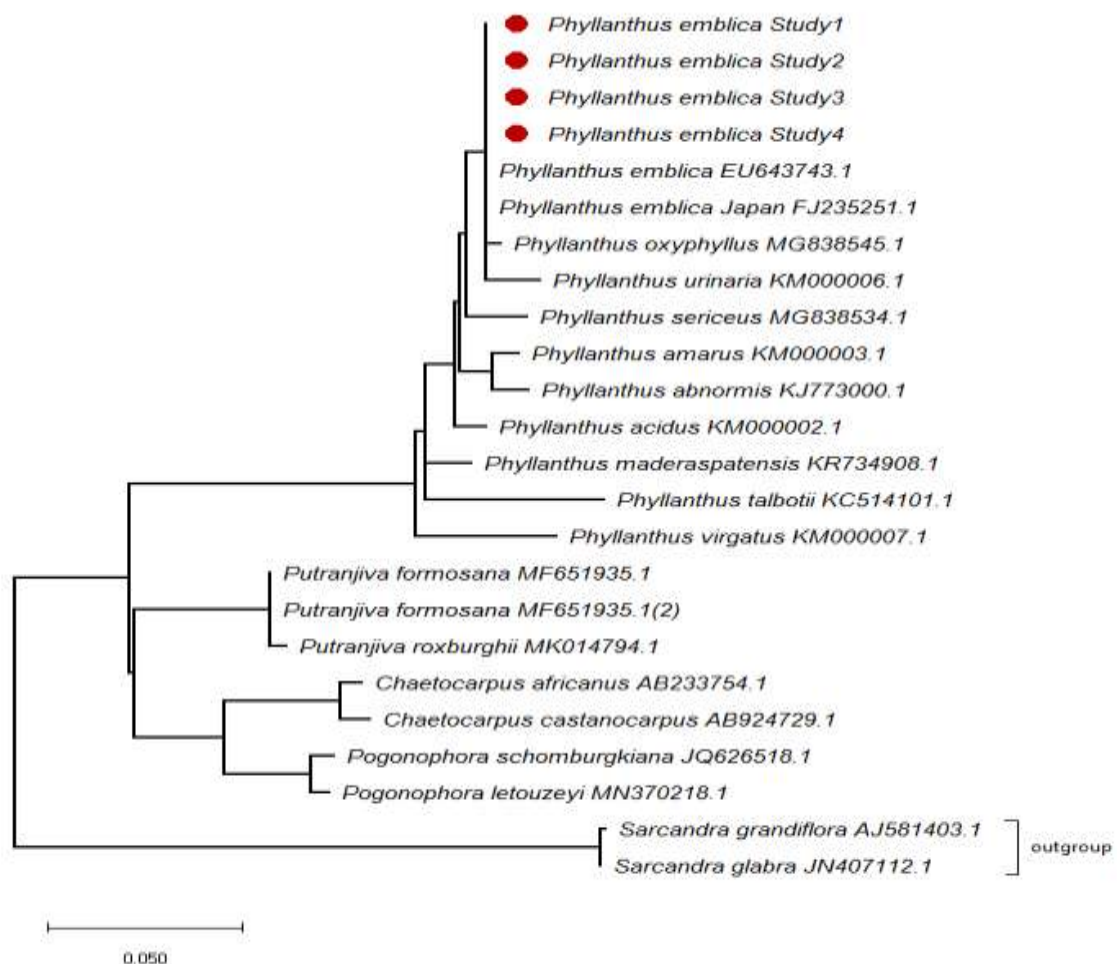 Phyllanthus emblica Study1
Phyllanthus emblica Study2
Phyllanthus emblica Study3
Phyllanthus emblica Study4
Phyllanthus emblica EU643743.1
Phyllanthus emblica Japan FJ235251.1
Phyllanthus oxyphyllus MG838545.1
Phyllanthus urinaria KM000006.1
Phyllanthus sericeus MG838534.1
Phyllanthus amarus KM000003.1
Phyllanthus abnormis KJ773000.1
Phyllanthus acidus KM000002.1
Phyllanthus maderaspatensis KR734908.1
Phyllanthus talbotii KC514101.1
Phyllanthus virgatus KM000007.1
Putranjiva formosana MF651935.1
Putranjiva formosana MF651935.1(2)
Putranjiva roxburghii MK014794.1
Chaetocarpus africanus AB233754.1
Chaetocarpus castanocarpus AB924729.1
Pogonophora schomburgkiana JQ626518.1
Pogonophora letouzeyi MN370218.1
Sarcandra grandiflora AJ581403.1
outgroup
Sarcandra glabra JN407112.1
0.050